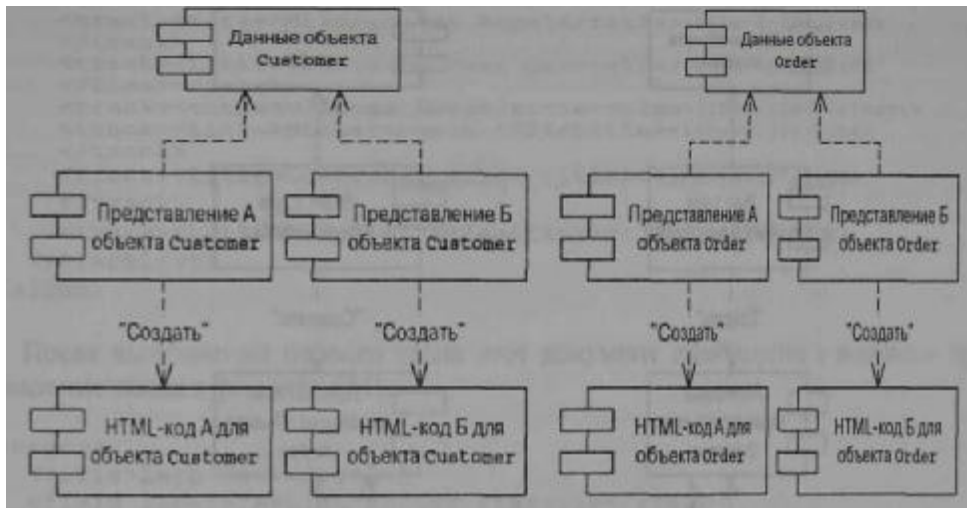 Данные объекта
Customer
Данные объекта
Order
Представление А
объекта Customer
Представление Б
объекта Customer
Представление А
объекта Order
Представление Б
объекта Order
"Создать"
"Создать"
"Создать"
"Создать"
HTML-код А для
объекта Customer
HTML-код Б для
объекта Customer
HTML-код А для
объекта Order
HTML-код Б для
объекта Order